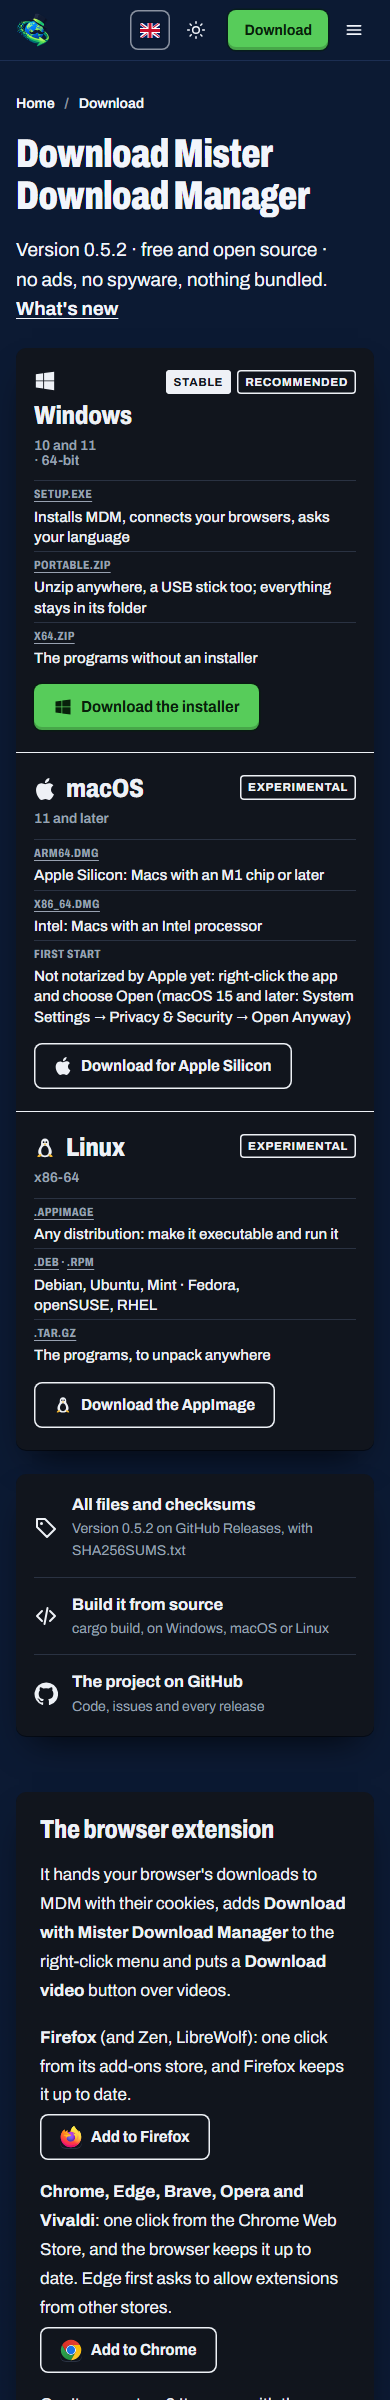 Download
Home / Download
Download Mister
Download Manager
Version 0.5.2 · free and open source ·
no ads, no spyware, nothing bundled.
What's new
STABLE RECOMMENDED
Windows
10 and 11
· 64-bit
SETUP.EXE
Installs MDM, connects your browsers, asks
your language
PORTABLE.ZIP
Unzip anywhere, a USB stick too; everything
stays in its folder
X64.ZIP
The programs without an installer
Download the installer
macOS EXPERIMENTAL
11 and later
ARM64.DMG
Apple Silicon: Macs with an M1 chip or later
X86_64.DMG
Intel: Macs with an Intel processor
FIRST START
Not notarized by Apple yet: right-click the app
and choose Open (macOS 15 and later: System
Settings → Privacy & Security → Open Anyway)
Download for Apple Silicon
Linux EXPERIMENTAL
x86-64
.APPIMAGE
Any distribution: make it executable and run it
.DEB · .RPM
Debian, Ubuntu, Mint · Fedora,
openSUSE, RHEL
.TAR.GZ
The programs, to unpack anywhere
Download the AppImage
All files and checksums
Version 0.5.2 on GitHub Releases, with
SHA256SUMS.txt
Build it from source
cargo build, on Windows, macOS or Linux
The project on GitHub
Code, issues and every release
The browser extension
It hands your browser's downloads to
MDM with their cookies, adds Download
with Mister Download Manager to the
right-click menu and puts a Download
video button over videos.
Firefox (and Zen, LibreWolf): one click
from its add-ons store, and Firefox keeps
it up to date.
Add to Firefox
Chrome, Edge, Brave, Opera and
Vivaldi: one click from the Chrome Web
Store, and the browser keeps it up to
date. Edge first asks to allow extensions
from other stores.
Add to Chrome